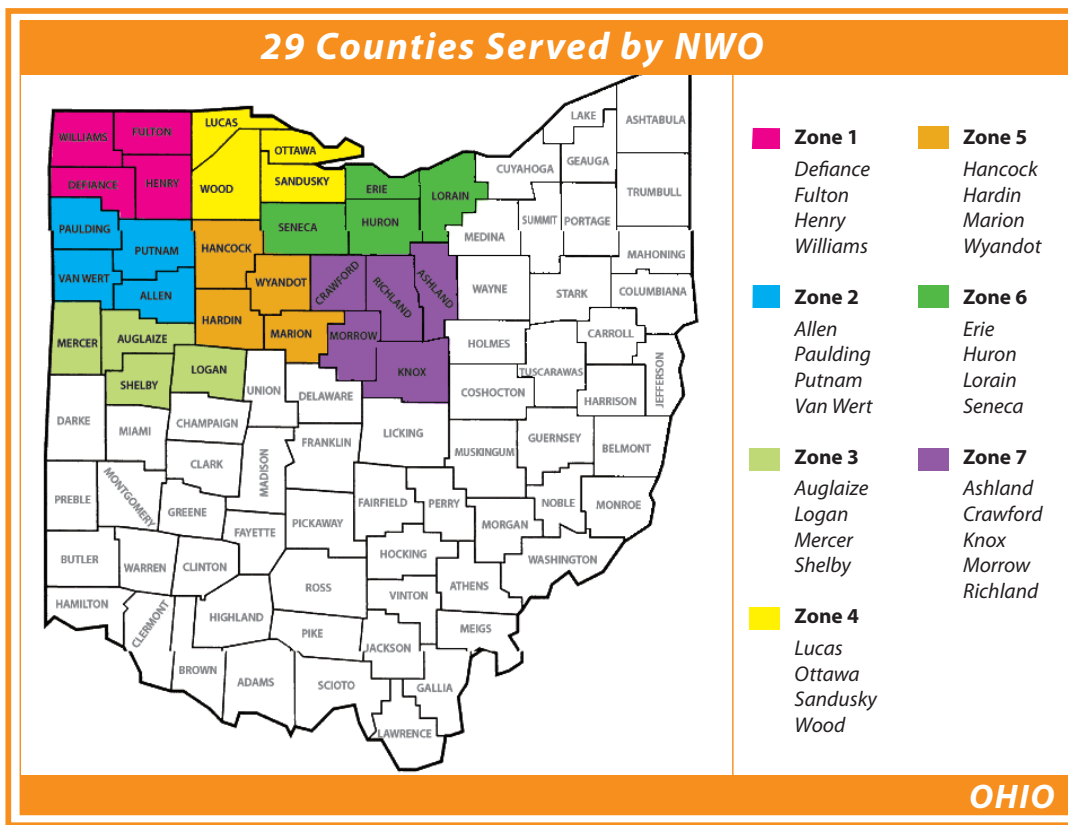 29 Counties Served by NWO
WILLIAMS
FULTON
LUCAS
OTTAWA
DEFIANCE
HENRY
WOOD
SANDUSKY
ERIE
LORAIN
CUYAHOGA
LAKE
ASHTABULA
GEAUGA
TRUMBULL
PAULDING
PUTNAM
HANCOCK
SENECA
HURON
MEDINA
SUMMIT
PORTAGE
MAHONING
VAN WERT
ALLEN
WYANDOT
CRAWFORD
RICHLAND
ASHLAND
WAYNE
STARK
COLUMBIANA
MERCER
AUGLAIZE
HARDIN
MARION
MORROW
HOLMES
CARROLL
JEFFERSON
SHELBY
LOGAN
UNION
DELAWARE
KNOX
COSHOCTON
TUSCARAWAS
HARRISON
DARKE
MIAMI
CHAMPAIGN
CLARK
MADISON
FRANKLIN
LICKING
MUSKINGUM
GUERNSEY
BELMONT
PREBLE
MONTGOMERY
GREENE
FAYETTE
PICKAWAY
FAIRFIELD
PERRY
MORGAN
NOBLE
MONROE
BUTLER
WARREN
CLINTON
ROSS
HOCKING
VINTON
ATHENS
WASHINGTON
HAMILTON
CLERMONT
HIGHLAND
PIKE
JACKSON
MEIGS
BROWN
ADAMS
SCIOTO
GALLIA
LAWRENCE
Zone 1
Defiance
Fulton
Henry
Williams
Zone 2
Allen
Paulding
Putnam
Van Wert
Zone 3
Auglaize
Logan
Mercer
Shelby
Zone 4
Lucas
Ottawa
Sandusky
Wood
Zone 5
Hancock
Hardin
Marion
Wyandot
Zone 6
Erie
Huron
Lorain
Seneca
Zone 7
Ashland
Crawford
Knox
Morrow
Richland
OHIO